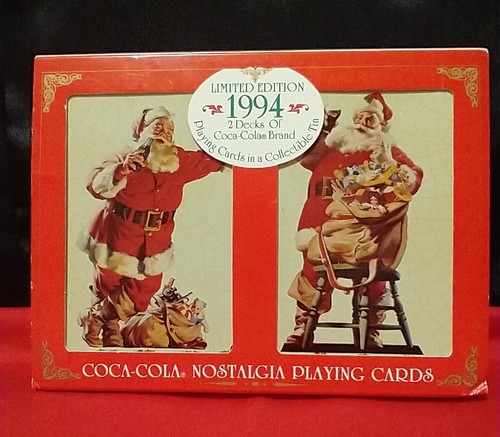 LIMITED EDITION
1994
2 Decks Of
Coca-Cola® Brand
Playing Cards in a Collectible Tin
COCA-COLA® NOSTALGIA PLAYING CARDS